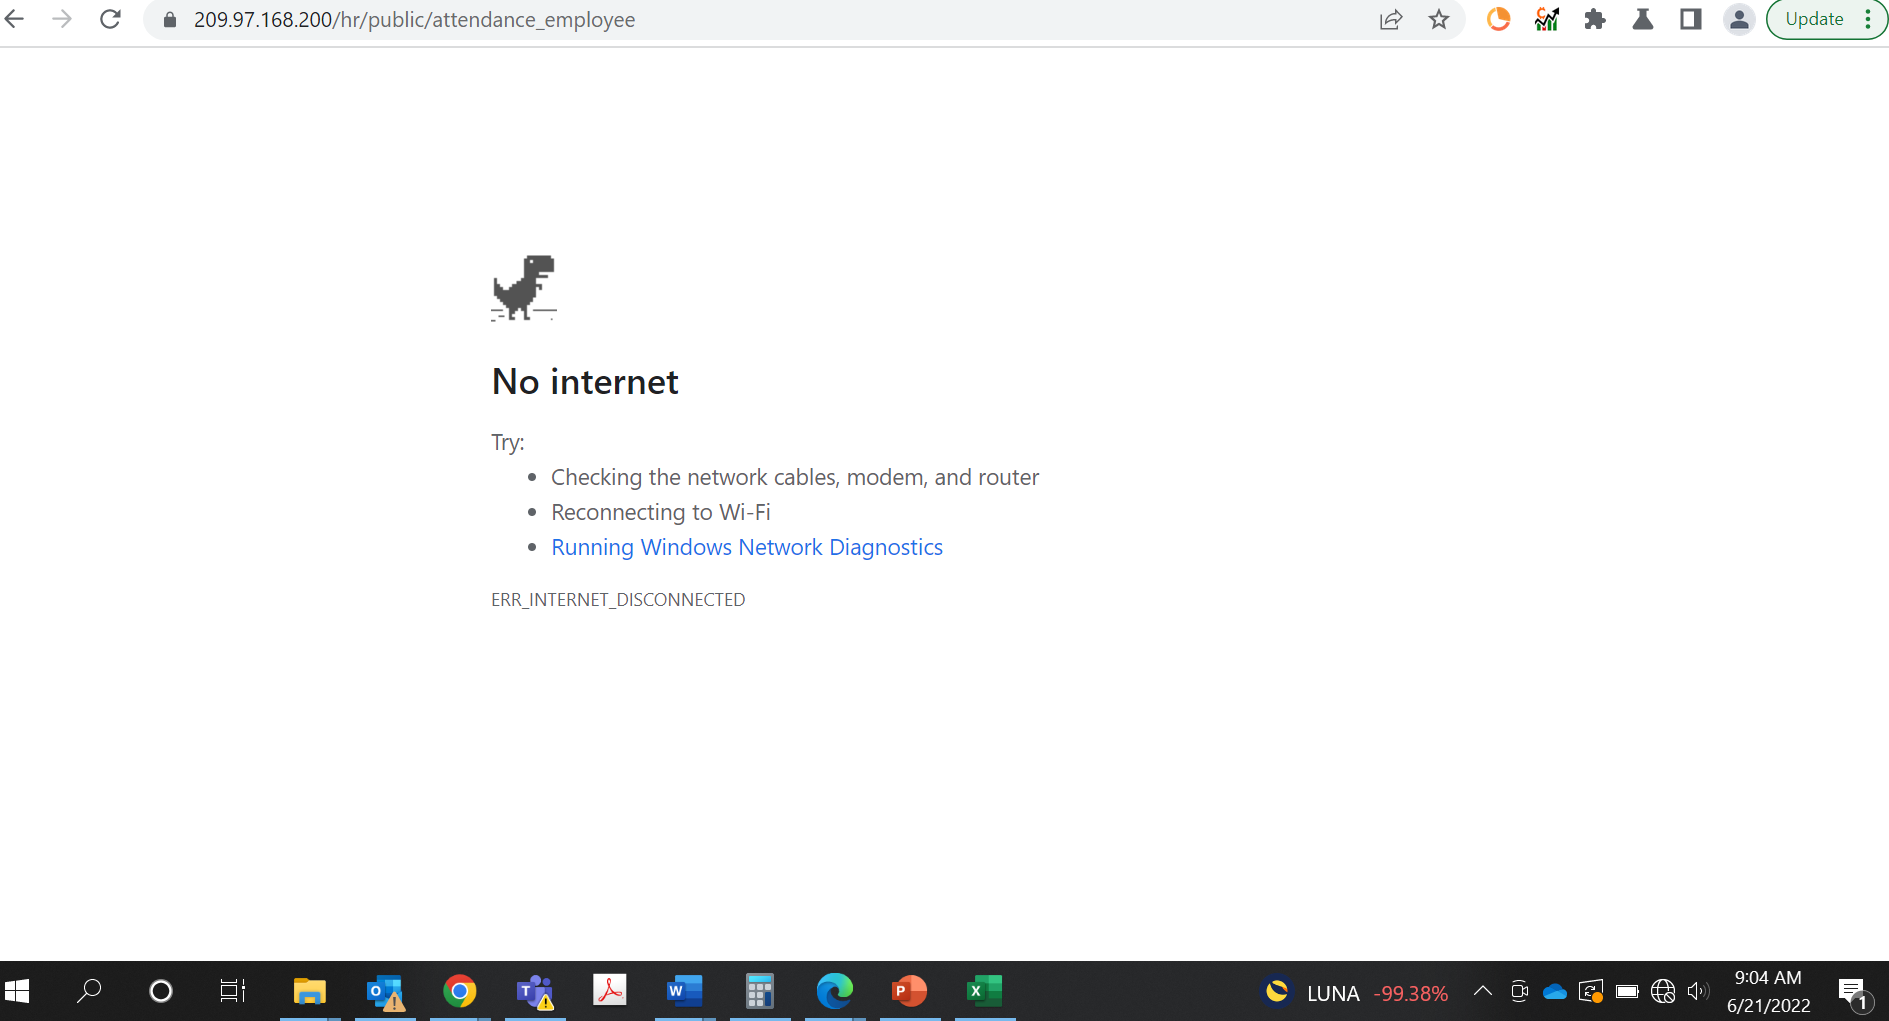 209.97.168.200/hr/public/attendance_employee
Update
No internet
Try:
Checking the network cables, modem, and router
Reconnecting to Wi-Fi
Running Windows Network Diagnostics
ERR_INTERNET_DISCONNECTED
LUNA -99.38%
9:04 AM
6/21/2022
1